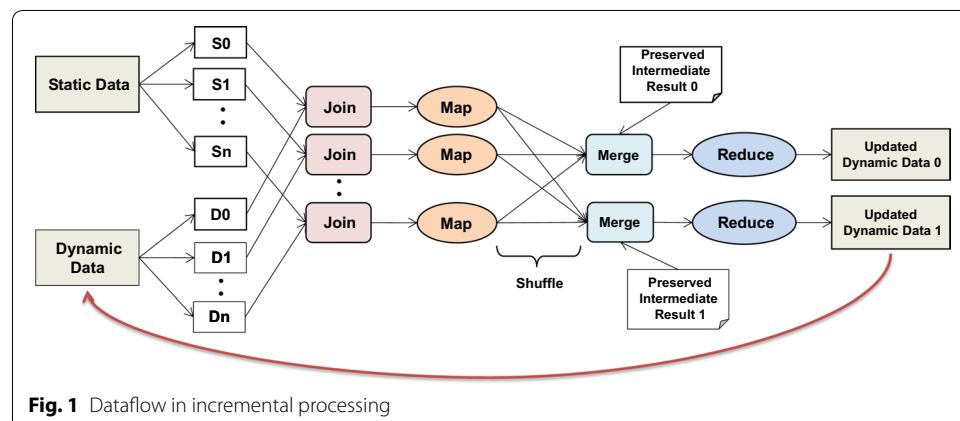 Static Data
S0
S1
Sn
Dynamic
Data
D0
D1
Dn
Join
Join
Join
Map
Map
Map
Shuffle
Preserved
Intermediate
Result 0
Merge
Merge
Preserved
Intermediate
Result 1
Reduce
Reduce
Updated
Dynamic Data 0
Updated
Dynamic Data 1
Fig. 1 Dataflow in incremental processing